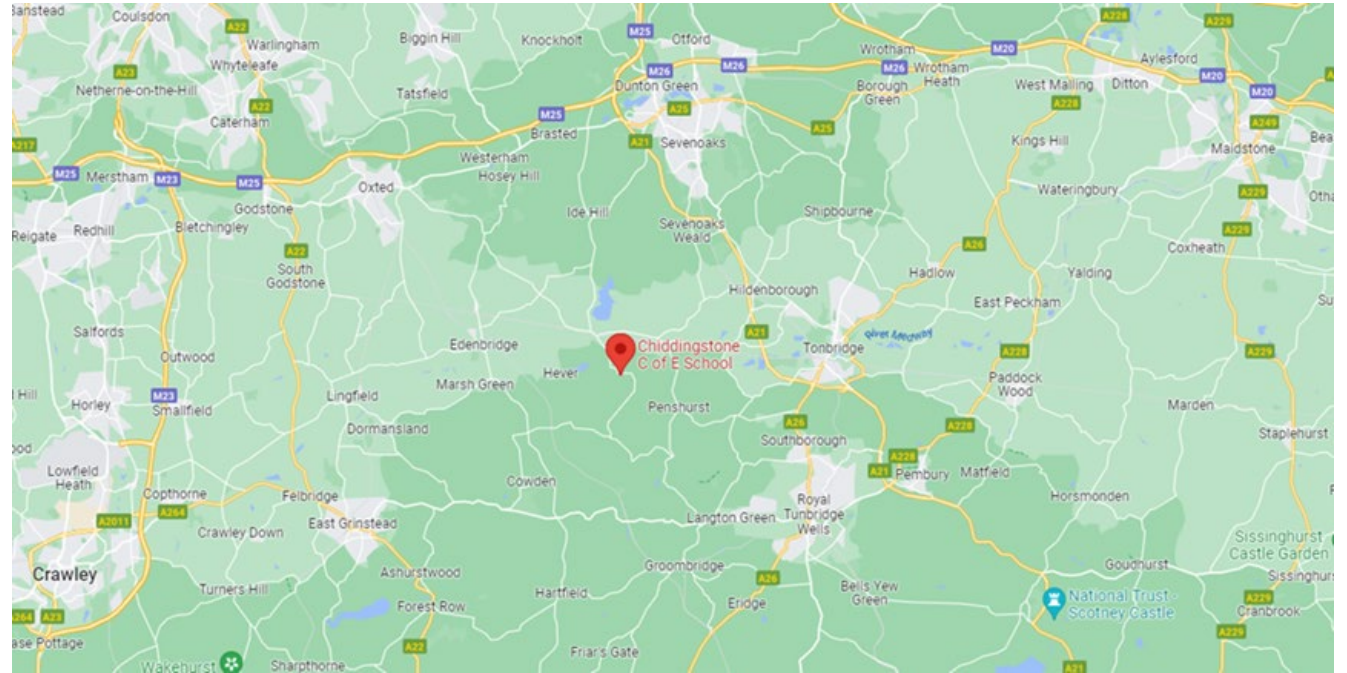 Banstead
Coulsdon
A22
Warlingham
Biggin Hill
Knockholt
M25
Otford
A228
A229
Wrotham
M20
Aylesford
A23
Whyteleafe
M26
M26
M26
Wrotham
Heath
M20
Netherne-on-the-Hill
Tatsfield
Dunton Green
Borough
Green
West Malling
Ditton
M20
A22
Caterham
M25
A25
A228
A249
Brasted
A25
A217
A21
Sevenoaks
Kings Hill
Maidstone
Westerham
Hosey Hill
M25
Merstham
M23
M25
Oxted
Wateringbury
A229
Godstone
Ide Hill
Shipbourne
Reigate
Redhill
Bletchingley
Sevenoaks
Weald
A229
A22
A26
Coxheath
South
Godstone
Hadlow
Yalding
Hildenborough
East Peckham
Salfords
A21
River Medway
Outwood
Edenbridge
Chiddingstone
C of E School
Tonbridge
A228
A229
Hever
Marsh Green
Paddock
Wood
M23
Horley
Smallfield
Lingfield
Penshurst
Marden
A26
A228
Dormansland
Southborough
Staplehurst
Lowfield
Heath
A228
A21
Pembury
Matfield
Cowden
Copthorne
Felbridge
Royal
Tunbridge
Wells
Horsmonden
A2011
A264
Langton Green
East Grinstead
Crawley Down
Sissinghurst
Castle Garden
Crawley
Ashurstwood
Groombridge
Goudhurst
A26
Turners Hill
Hartfield
Bells Yew
Green
National Trust -
Scotney Castle
A229
Forest Row
Eridge
Cranbrook
A264
A23
A229
A22
Friar's Gate
Wakehurst
Sharpthorne
A21